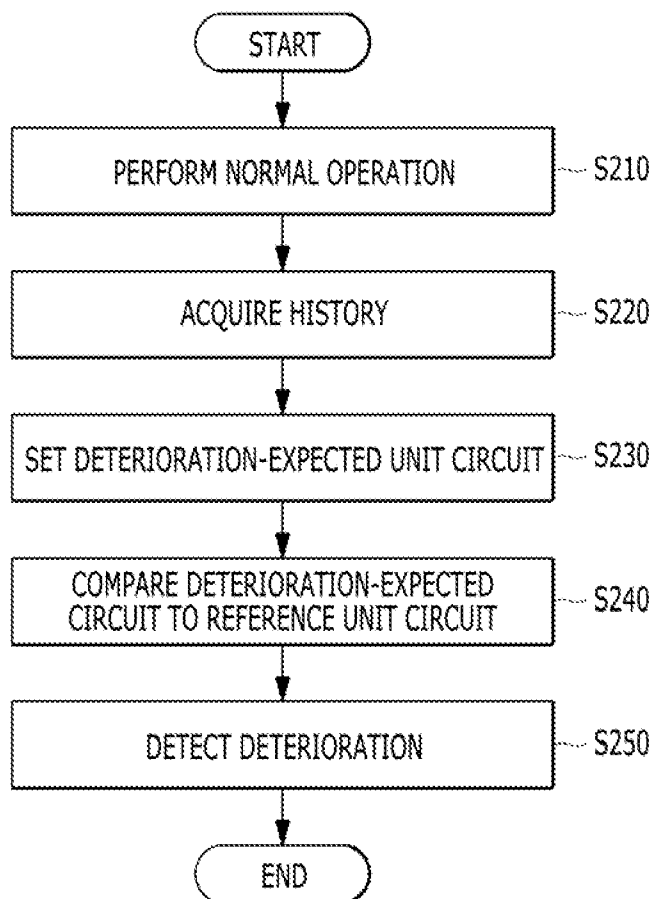 START
PERFORM NORMAL OPERATION
S210
ACQUIRE HISTORY
S220
SET DETERIORATION-EXPECTED UNIT CIRCUIT
S230
COMPARE DETERIORATION-EXPECTED
CIRCUIT TO REFERENCE UNIT CIRCUIT
S240
DETECT DETERIORATION
S250
END